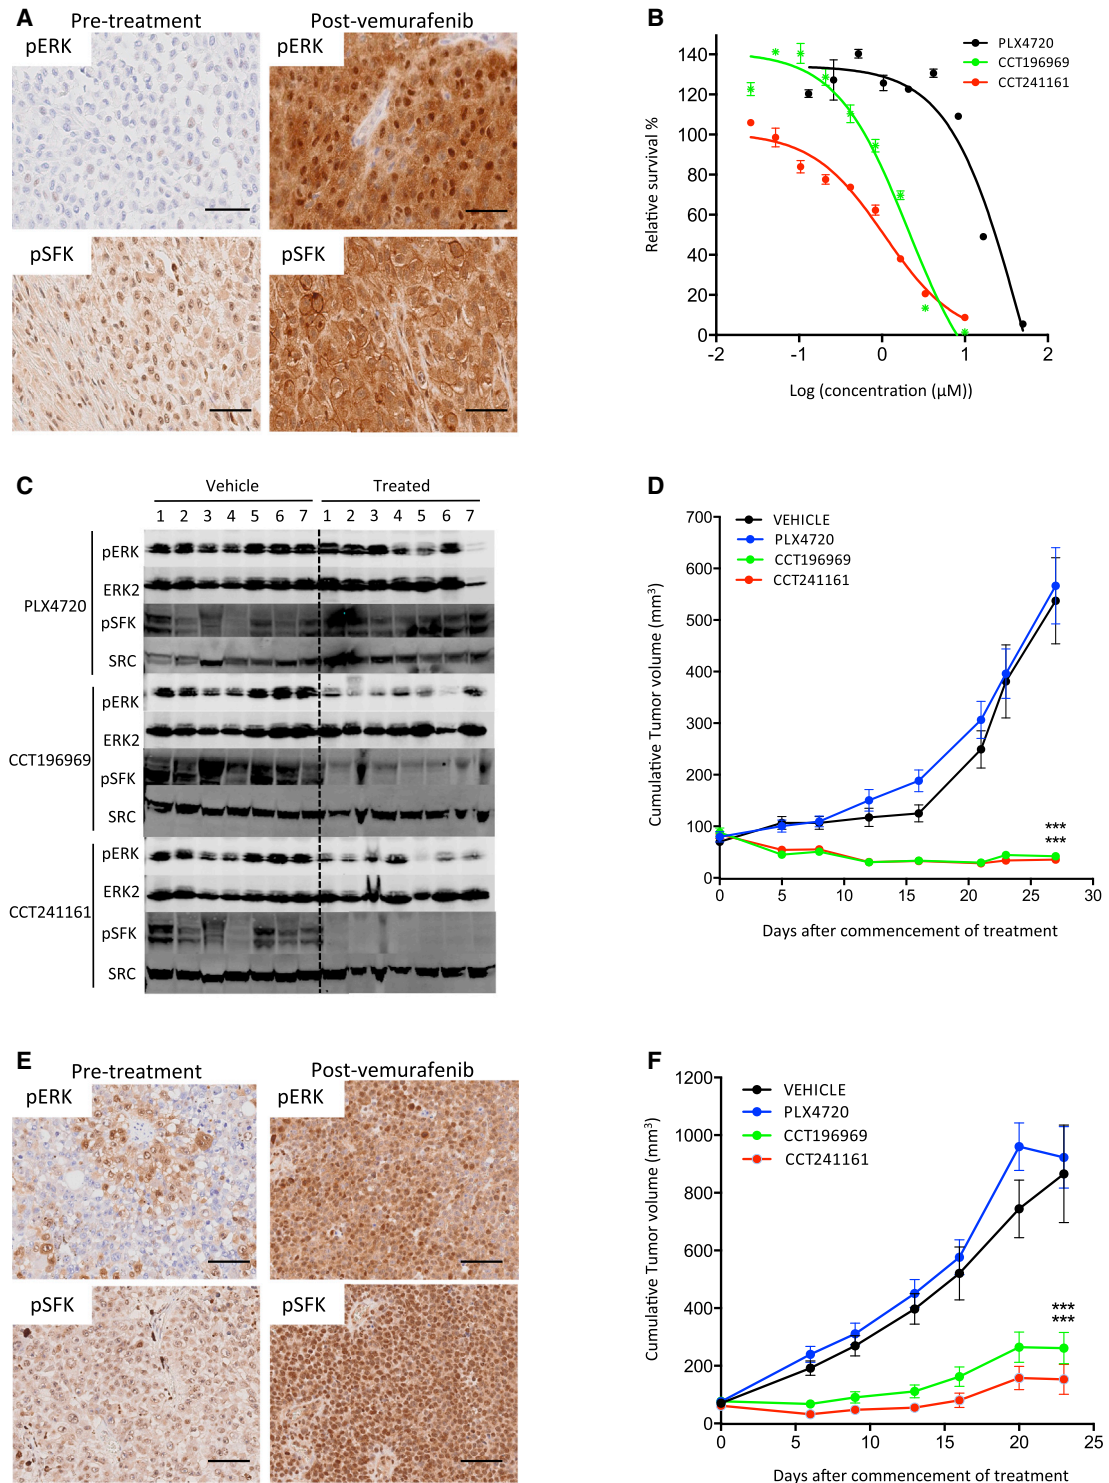 A
Pre-treatment
Post-vemurafenib
pERK
pERK
pSFK
pSFK
B
PLX4720
CCT196969
CCT241161
140
120
100
80
60
40
20
0
Relative survival %
-2
-1
0
1
2
Log (concentration (μM))
C
Vehicle
Treated
1 2 3 4 5 6 7 1 2 3 4 5 6 7
PLX4720
pERK
ERK2
pSFK
SRC
CCT196969
pERK
ERK2
pSFK
SRC
CCT241161
pERK
ERK2
pSFK
SRC
D
VEHICLE
PLX4720
CCT196969
CCT241161
700
600
500
400
300
200
100
0
Cumulative Tumor volume (mm³)
***
***
0 5 10 15 20 25 30
Days after commencement of treatment
E
Pre-treatment
Post-vemurafenib
pERK
pERK
pSFK
pSFK
F
VEHICLE
PLX4720
CCT196969
CCT241161
1200
1000
800
600
400
200
0
Cumulative Tumor volume (mm³)
***
***
0 5 10 15 20 25
Days after commencement of treatment